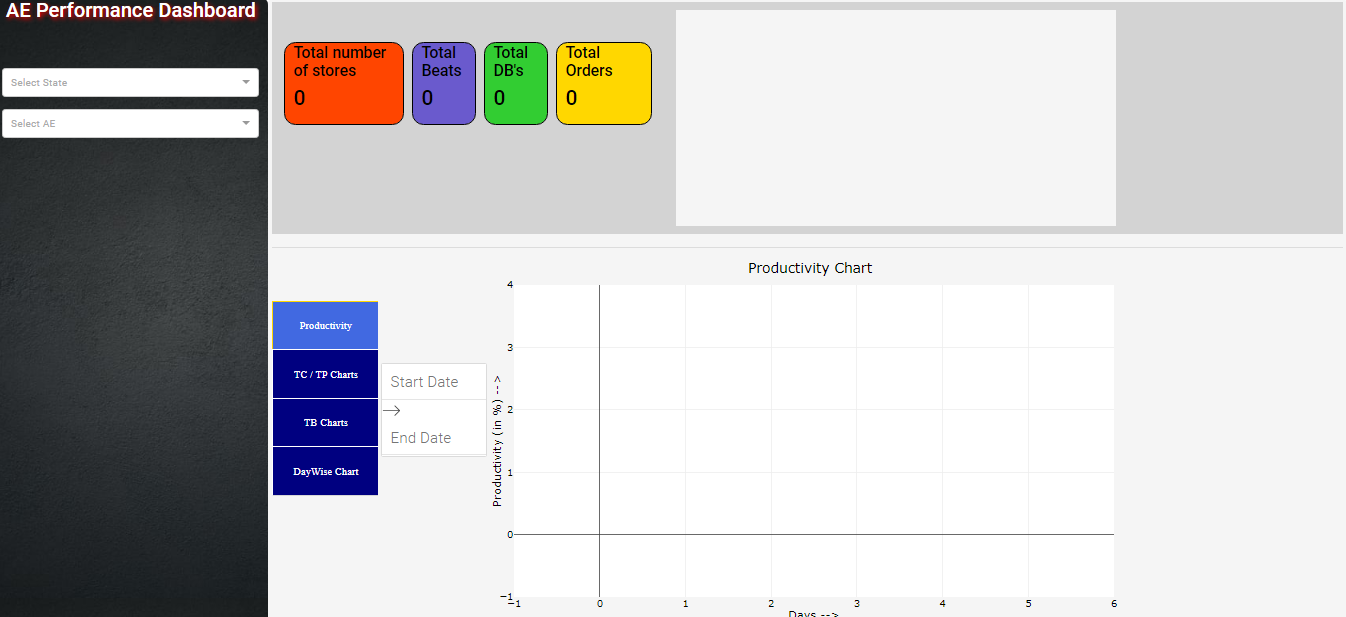 AE Performance Dashboard
Select State
Select AE
Total number
of stores
0
Total
Beats
0
Total
DB's
0
Total
Orders
0
Productivity
TC / TP Charts
TB Charts
DayWise Chart
Start Date
End Date
Productivity Chart
Productivity (in %) -->
4
3
2
1
0
−1
−1 0 1 2 3 4 5 6
Days -->